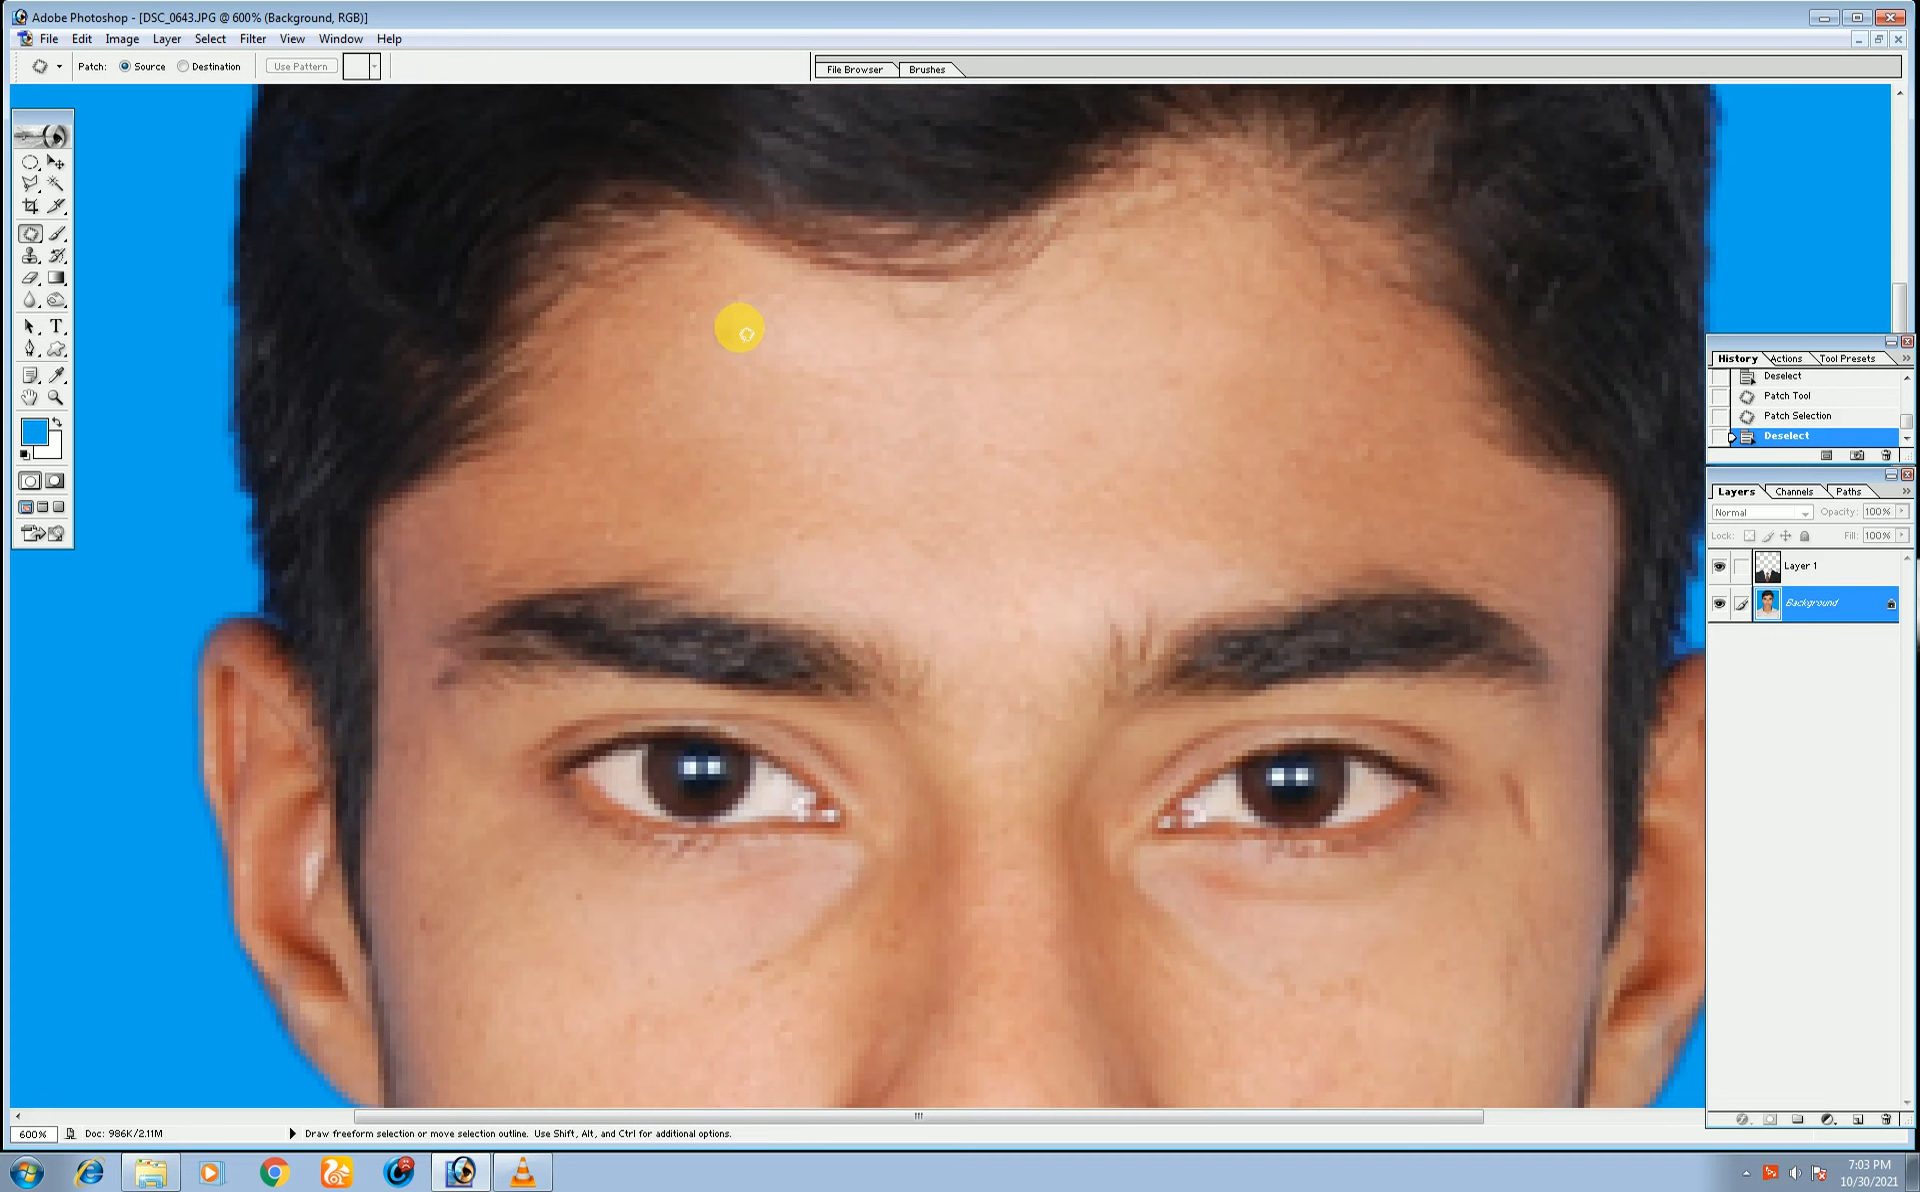 Adobe Photoshop - [DSC_0643.JPG @ 600% (Background, RGB)]
File Edit Image Layer Select Filter View Window Help
Patch: Source Destination Use Pattern
File Browser Brushes
T
History Actions Tool Presets
Deselect
Patch Tool
Patch Selection
Deselect
Layers Channels Paths
Normal Opacity: 100%
Lock: Fill: 100%
Layer 1
Background
600% Doc: 986K/2.11M Draw freeform selection or move selection outline. Use Shift, Alt, and Ctrl for additional options.
7:03 PM
10/30/2021